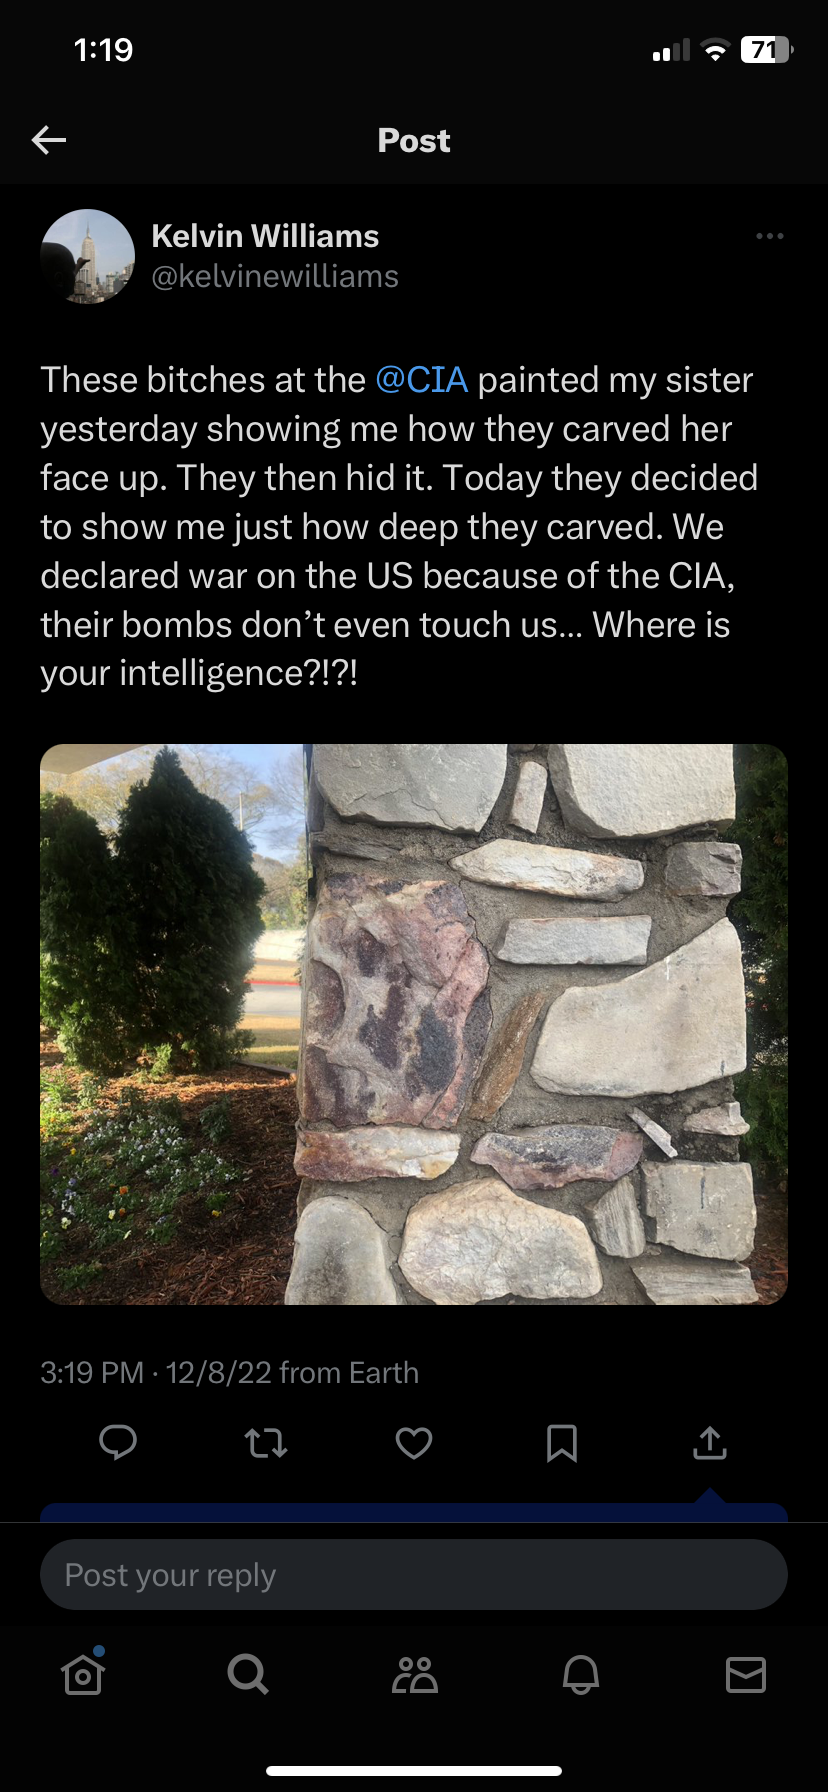 1:19
71
Post
Kelvin Williams
@kelvinewilliams
These bitches at the @CIA painted my sister
yesterday showing me how they carved her
face up. They then hid it. Today they decided
to show me just how deep they carved. We
declared war on the US because of the CIA,
their bombs don’t even touch us... Where is
your intelligence?!?!
3:19 PM · 12/8/22 from Earth
Post your reply